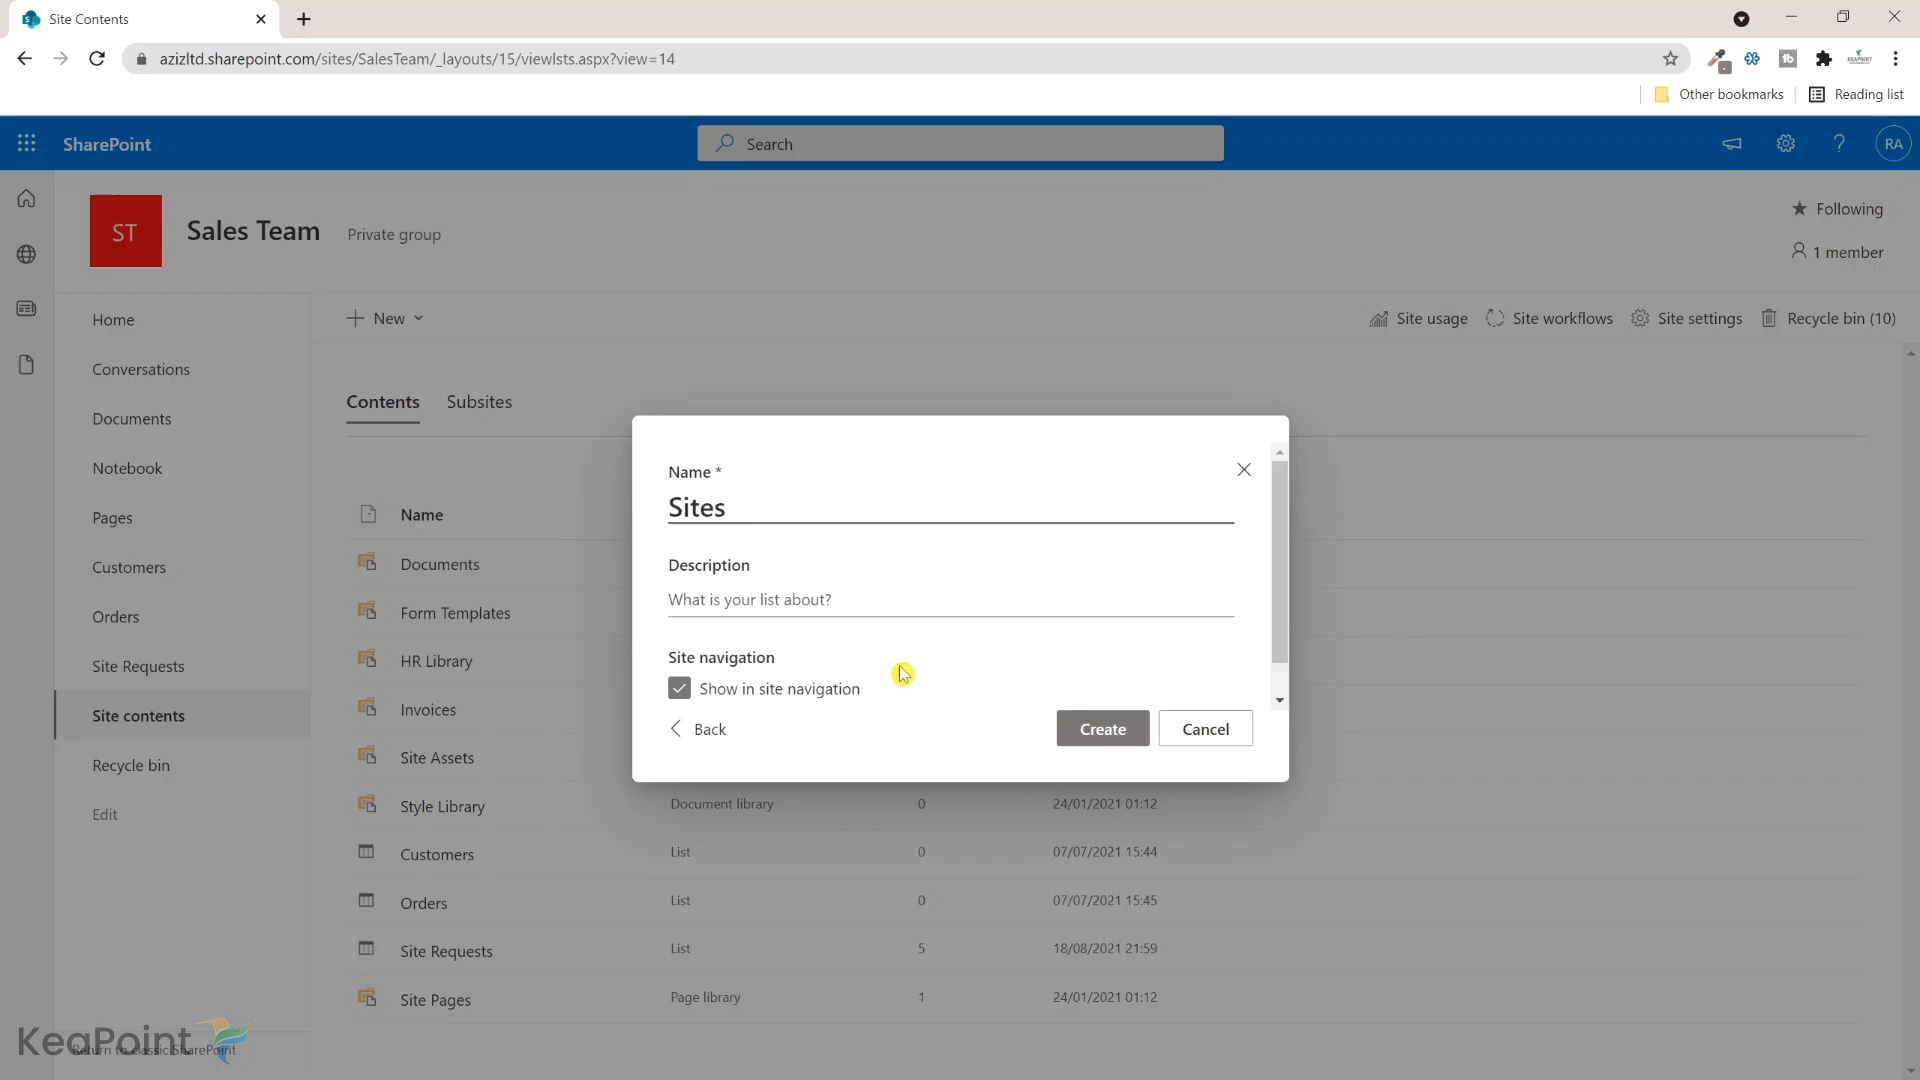 Site Contents
azizltd.sharepoint.com/sites/SalesTeam/_layouts/15/viewlsts.aspx?view=14
Other bookmarks
Reading list
SharePoint
Search
RA
ST
Sales Team
Private group
Following
1 member
Home
Conversations
Documents
Notebook
Pages
Customers
Orders
Site Requests
Site contents
Recycle bin
Edit
Return to classic SharePoint
New
Site usage
Site workflows
Site settings
Recycle bin (10)
Contents
Subsites
Name
Documents
Form Templates
HR Library
Invoices
Site Assets
Style Library Document library 0 24/01/2021 01:12
Customers List 0 07/07/2021 15:44
Orders List 0 07/07/2021 15:45
Site Requests List 5 18/08/2021 21:59
Site Pages Page library 1 24/01/2021 01:12
Name *
Sites
Description
What is your list about?
Site navigation
Show in site navigation
Back
Create
Cancel
KeaPoint